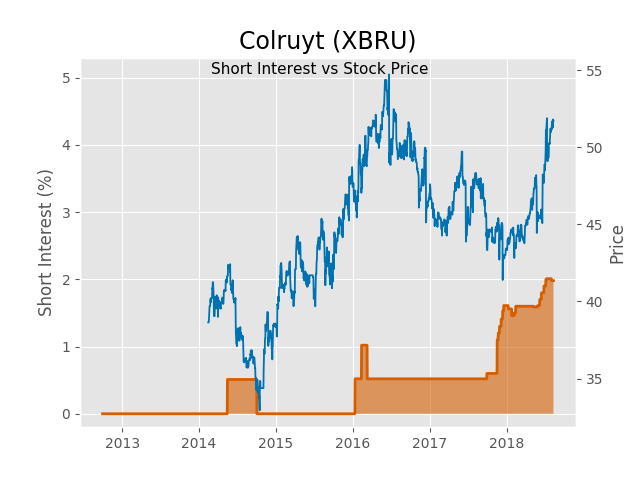 Colruyt (XBRU)
Short Interest vs Stock Price
Short Interest (%)
5
4
3
2
1
0
55
50
45
40
35
Price
2013 2014 2015 2016 2017 2018